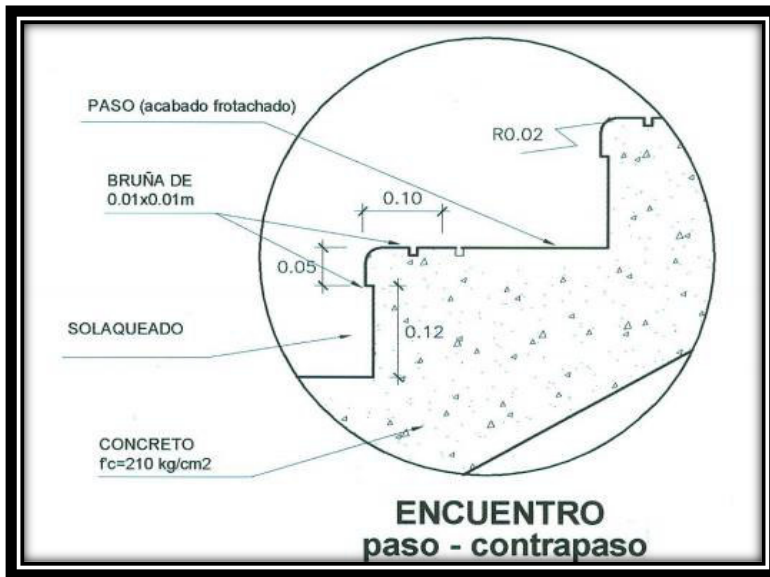 PASO (acabado frotachado)
R0.02
BRUÑA DE
0.01x0.01m
0.10
0.05
SOLAQUEADO
0.12
CONCRETO
f'c=210 kg/cm2
ENCUENTRO
paso - contrapaso